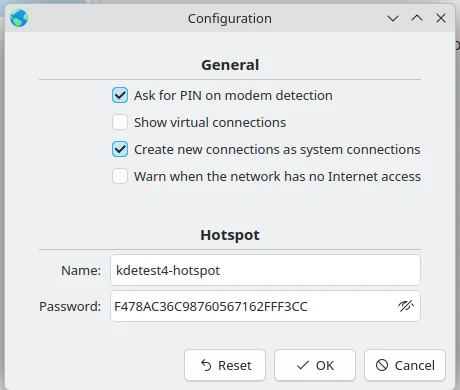 Configuration
General
Ask for PIN on modem detection
Show virtual connections
Create new connections as system connections
Warn when the network has no Internet access
Hotspot
Name: kdetest4-hotspot
Password: F478AC36C98760567162FFF3CC
Reset OK Cancel